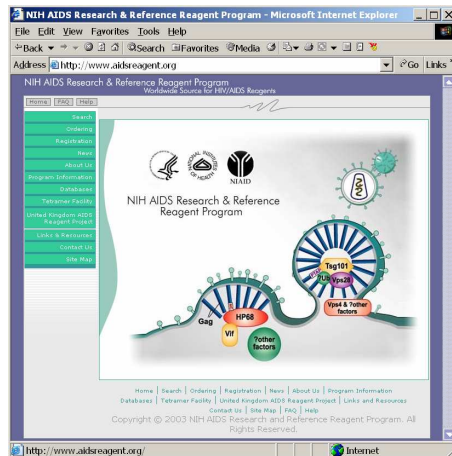 NIH AIDS Research & Reference Reagent Program - Microsoft Internet Explorer
File Edit View Favorites Tools Help
Back Search Favorites Media
Address http://www.aidsreagent.org Go Links
NIH AIDS Research & Reference Reagent Program
Worldwide Source for HIV/AIDS Reagents
Home FAQ Help
Search
Ordering
Registration
News
About Us
Program Information
Databases
Tetramer Facility
United Kingdom AIDS
Reagent Project
Links & Resources
Contact Us
Site Map
NIAID
NIH AIDS Research & Reference
Reagent Program
Tsg101
PTAP
?UB Vps28
Vps4 & ?other
factors
Gag
HP68
Vif
?other
factors
Home | Search | Ordering | Registration | News | About Us | Program Information
Databases | Tetramer Facility | United Kingdom AIDS Reagent Project | Links and Resources
Contact Us | Site Map | FAQ | Help
Copyright © 2003 NIH AIDS Research and Reference Reagent Program. All
Rights Reserved.
http://www.aidsreagent.org/ Internet